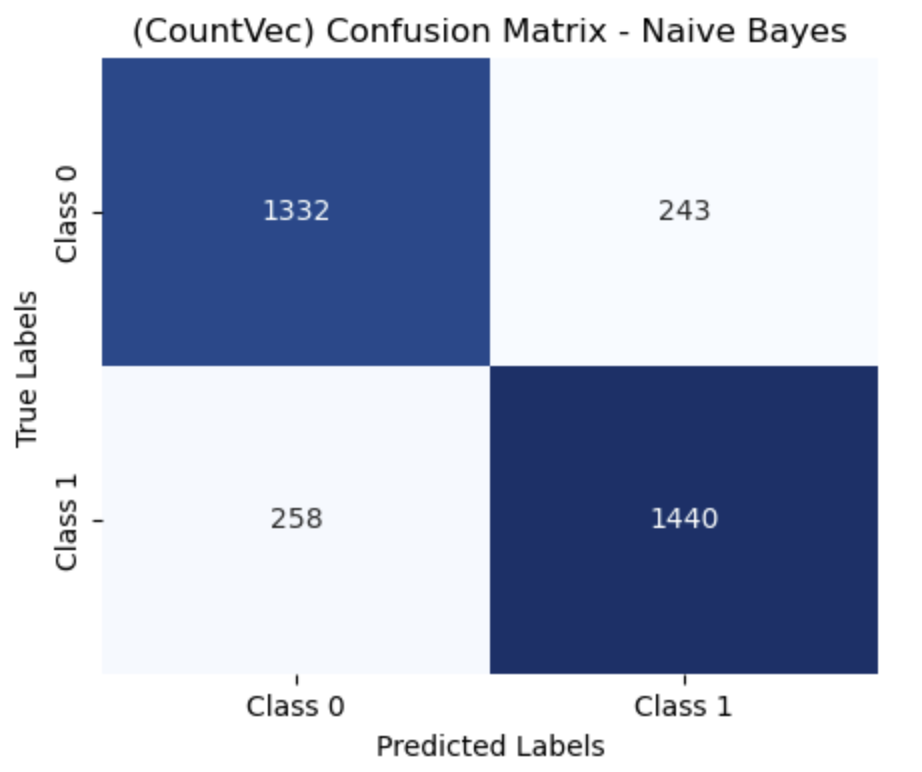 (CountVec) Confusion Matrix - Naive Bayes
True Labels
Class 0
1332
243
Class 1
258
1440
Class 0
Class 1
Predicted Labels